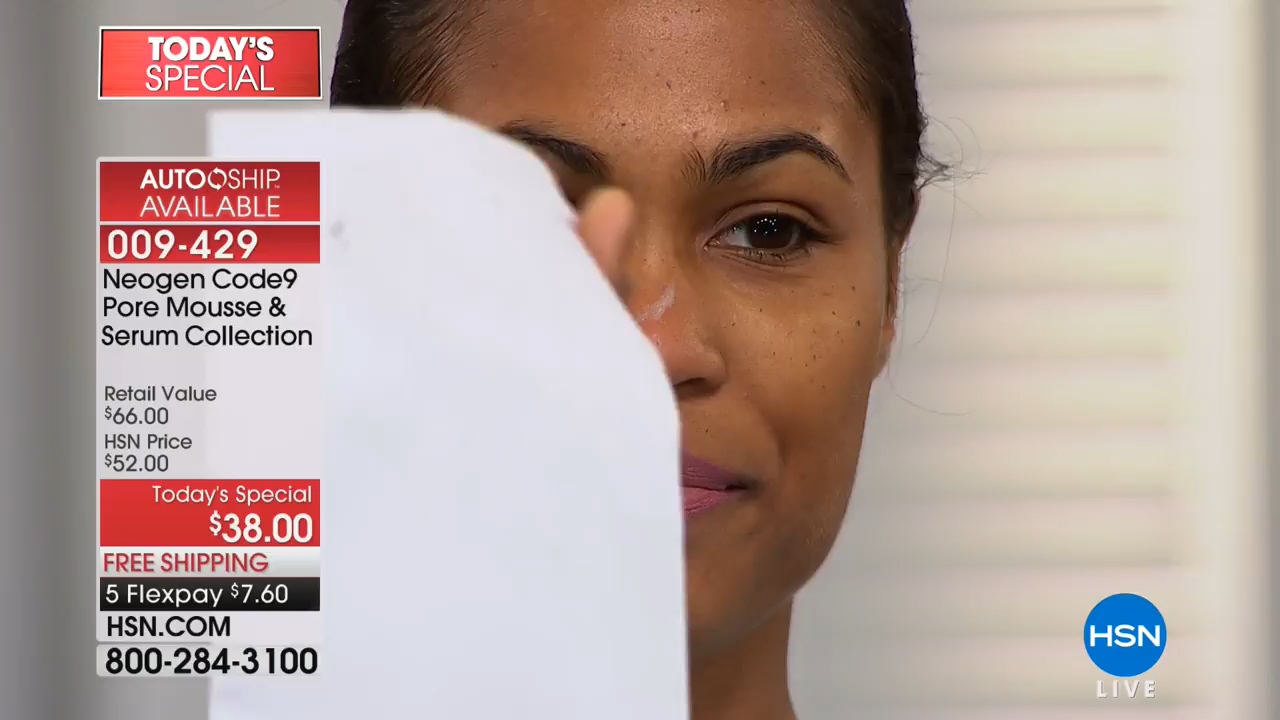 TODAY'S
SPECIAL
AUTOSHIP
AVAILABLE
009-429
Neogen Code9
Pore Mousse &
Serum Collection
Retail Value
$66.00
HSN Price
$52.00
Today's Special
$38.00
FREE SHIPPING
5 Flexpay $7.60
HSN.COM
800-284-3100
HSN
LIVE